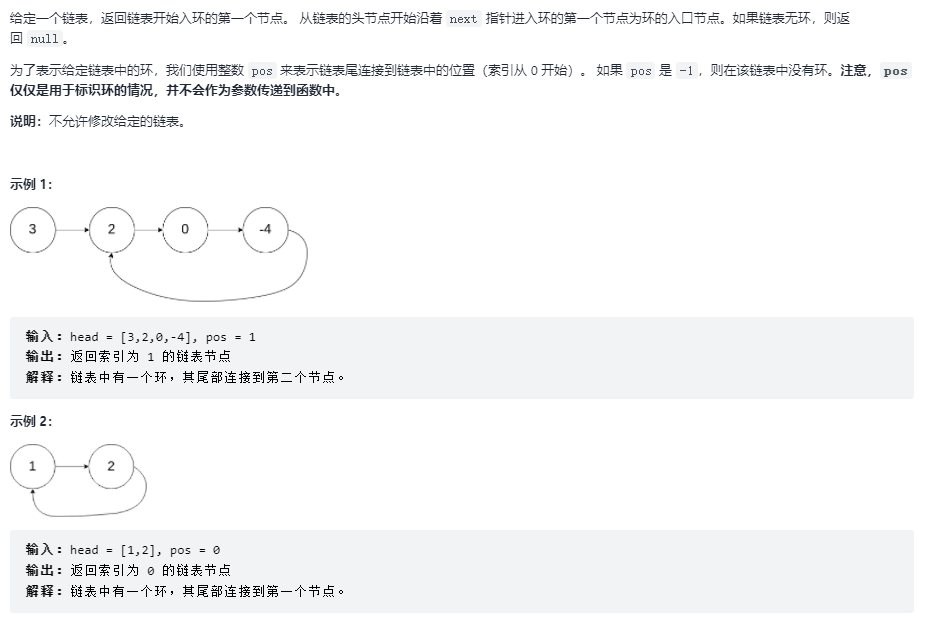 给定一个链表，返回链表开始入环的第一个节点。 从链表的头节点开始沿着 next 指针进入环的第一个节点为环的入口节点。如果链表无环，则返
回 null。
为了表示给定链表中的环，我们使用整数 pos 来表示链表尾连接到链表中的位置（索引从 0 开始）。 如果 pos 是 -1，则在该链表中没有环。注意，pos
仅仅是用于标识环的情况，并不会作为参数传递到函数中。
说明：不允许修改给定的链表。
示例 1：
3 2 0 -4
输入：head = [3,2,0,-4], pos = 1
输出：返回索引为 1 的链表节点
解释：链表中有一个环，其尾部连接到第二个节点。
示例 2：
1 2
输入：head = [1,2], pos = 0
输出：返回索引为 0 的链表节点
解释：链表中有一个环，其尾部连接到第一个节点。